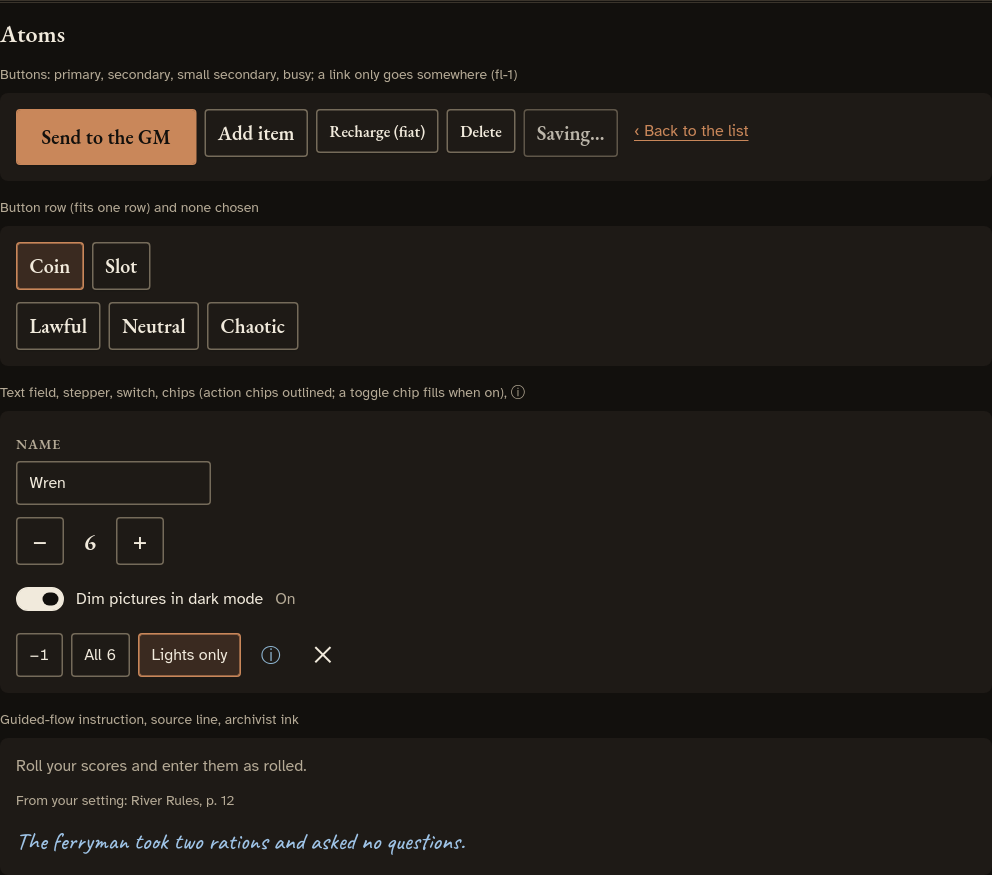 Atoms
Buttons: primary, secondary, small secondary, busy; a link only goes somewhere (fl-1)
Send to the GM Add item Recharge (fiat) Delete Saving… ‹ Back to the list
Button row (fits one row) and none chosen
Coin Slot
Lawful Neutral Chaotic
Text field, stepper, switch, chips (action chips outlined; a toggle chip fills when on), ⓘ
NAME
Wren
− 6 +
Dim pictures in dark mode On
−1 All 6 Lights only ⓘ ✕
Guided-flow instruction, source line, archivist ink
Roll your scores and enter them as rolled.
From your setting: River Rules, p. 12
The ferryman took two rations and asked no questions.